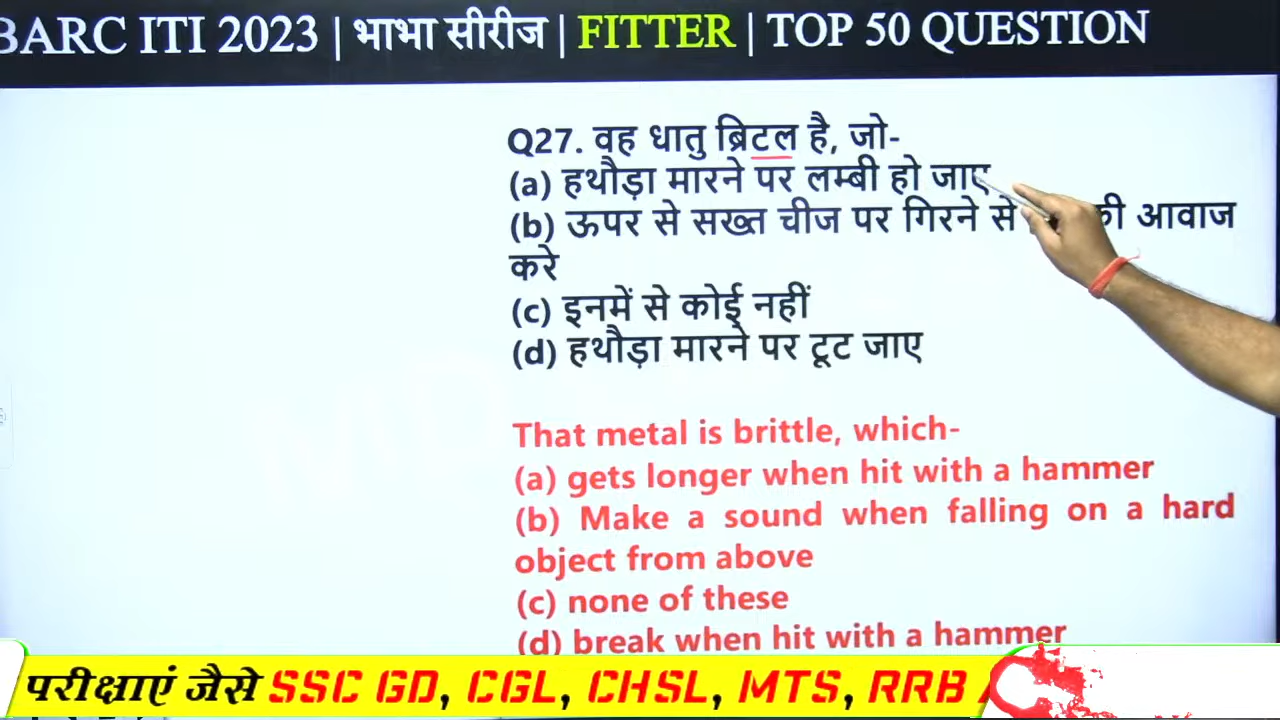 BARC ITI 2023 | भाभा सीरीज | FITTER | TOP 50 QUESTION
Q27. वह धातु ब्रिटल है, जो-
(a) हथौड़ा मारने पर लम्बी हो जाए
(b) ऊपर से सख्त चीज पर गिरने से की आवाज
करे
(c) इनमें से कोई नहीं
(d) हथौड़ा मारने पर टूट जाए
That metal is brittle, which-
(a) gets longer when hit with a hammer
(b) Make a sound when falling on a hard
object from above
(c) none of these
(d) break when hit with a hammer
परीक्षाएं जैसे SSC GD, CGL, CHSL, MTS, RRB